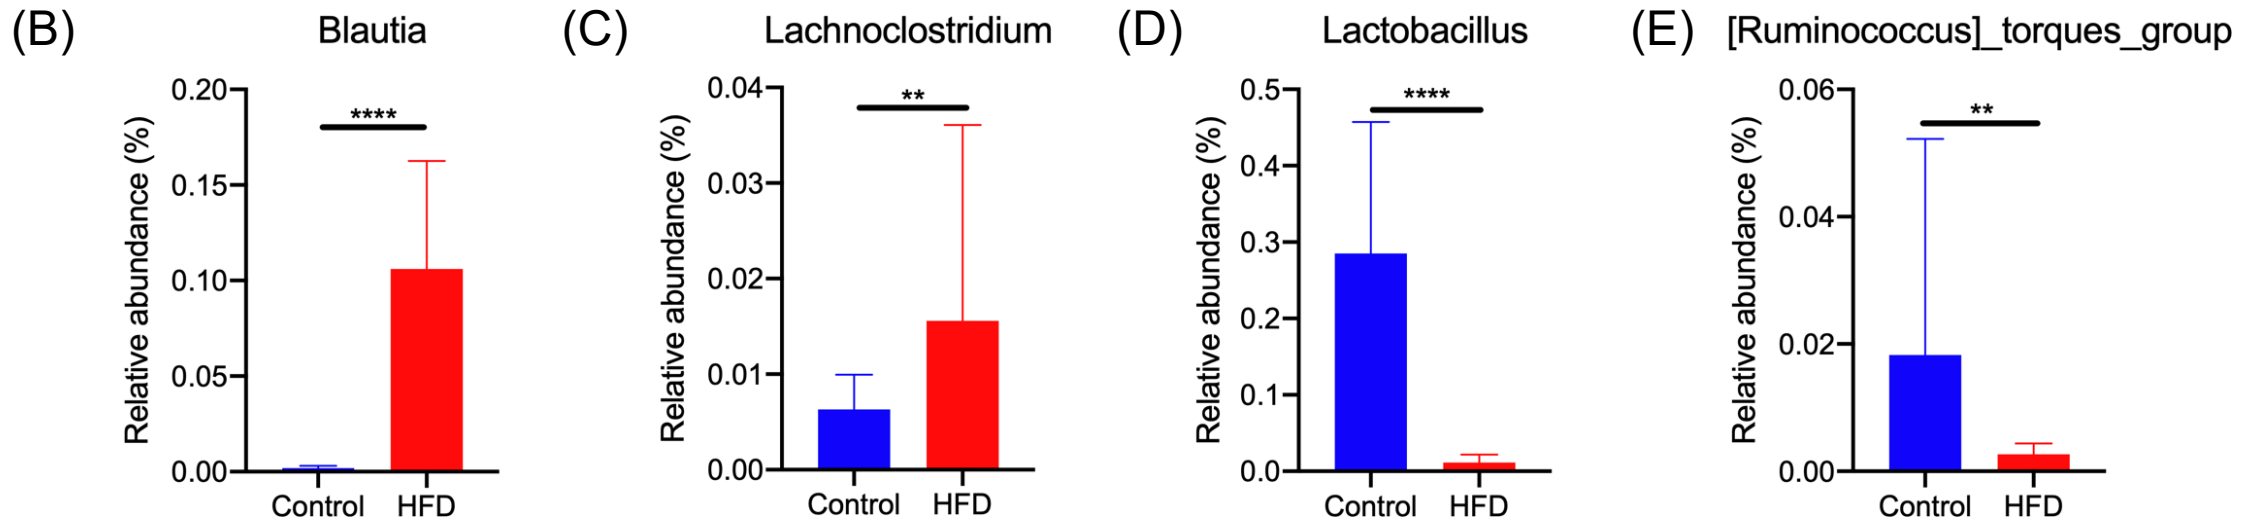 (B) Blautia
Relative abundance (%)
0.20
0.15
0.10
0.05
0.00
****
Control HFD
(C) Lachnoclostridium
Relative abundance (%)
0.04
0.03
0.02
0.01
0.00
**
Control HFD
(D) Lactobacillus
Relative abundance (%)
0.5
0.4
0.3
0.2
0.1
0.0
****
Control HFD
(E) [Ruminococcus]_torques_group
Relative abundance (%)
0.06
0.04
0.02
0.00
**
Control HFD